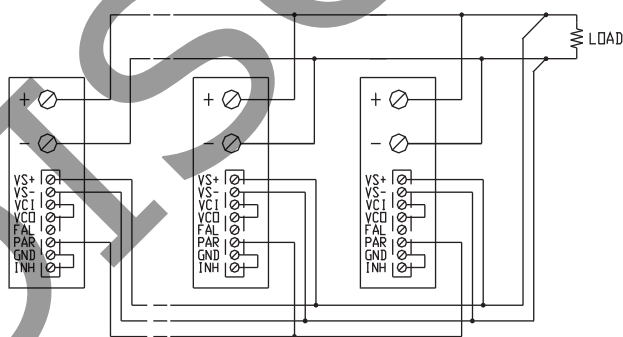 LOAD
+
-
VS+
VS-
VCI
VCO
FAL
PAR
GND
INH
+
-
VS+
VS-
VCI
VCO
FAL
PAR
GND
INH
+
-
VS+
VS-
VCI
VCO
FAL
PAR
GND
INH